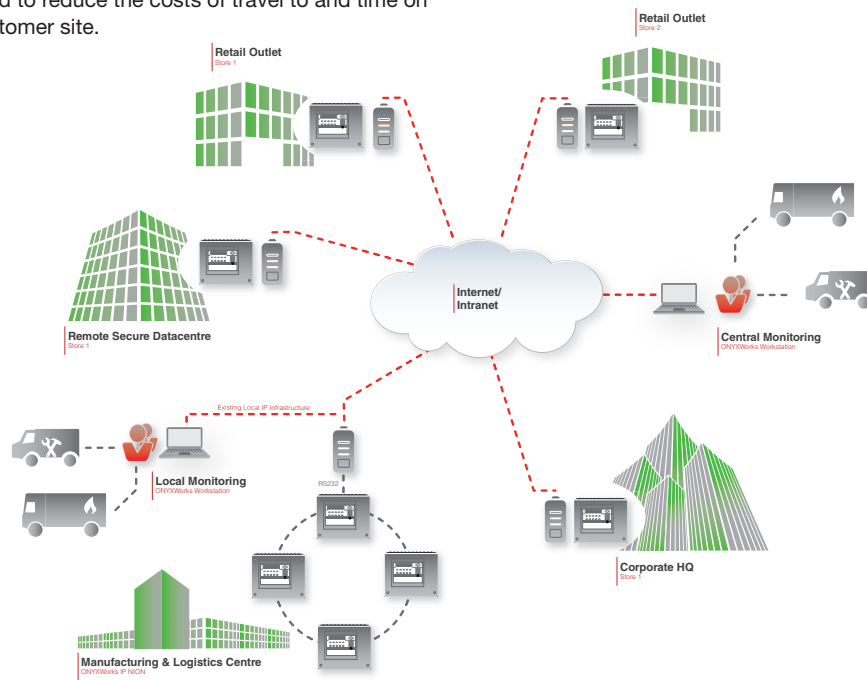 d to reduce the costs of travel to and time on
tomer site.
Retail Outlet
Store 1
Retail Outlet
Store 2
Internet/
Intranet
Remote Secure Datacentre
Store 1
Central Monitoring
ONYXWorks Workstation
Existing Local IP Infrastructure
Local Monitoring
ONYXWorks Workstation
RS232
Corporate HQ
Store 1
Manufacturing & Logistics Centre
ONYXWorks IP NION